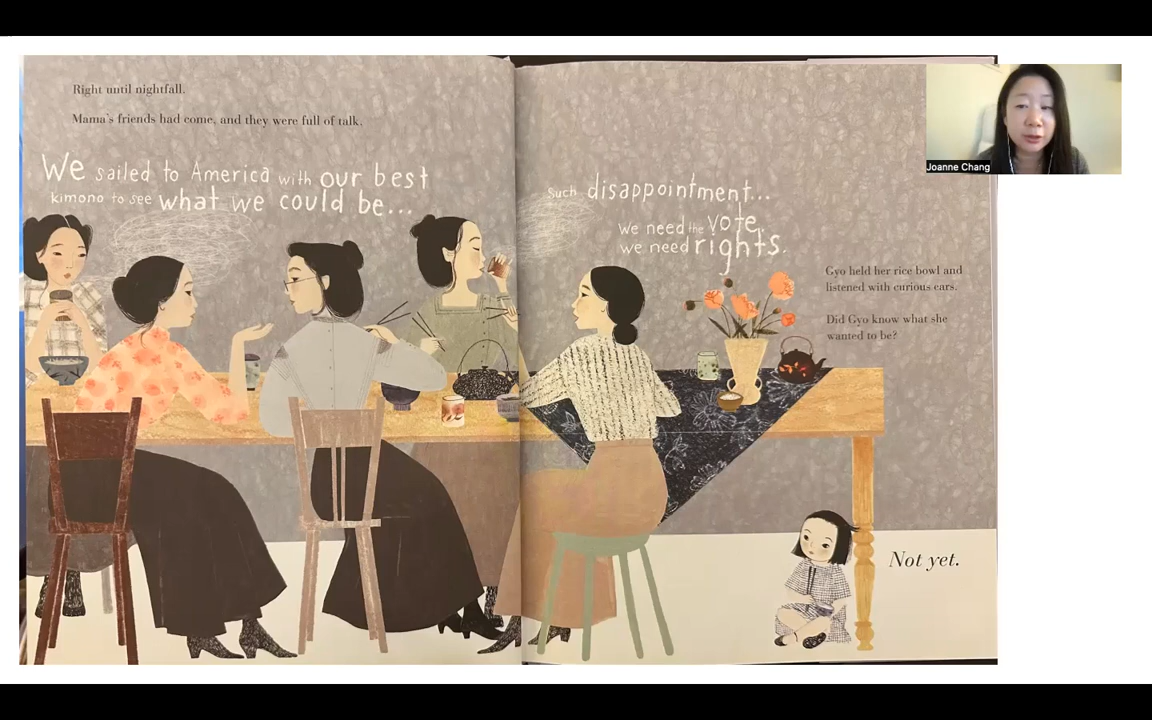 Right until nightfall.
Mama's friends had come, and they were full of talk.
We sailed to America with our best
kimono to see what we could be...
Such disappointment...
we need the vote,
we need rights.
Gyo held her rice bowl and
listened with curious ears.
Did Gyo know what she
wanted to be?
Not yet.
Joanne Chang